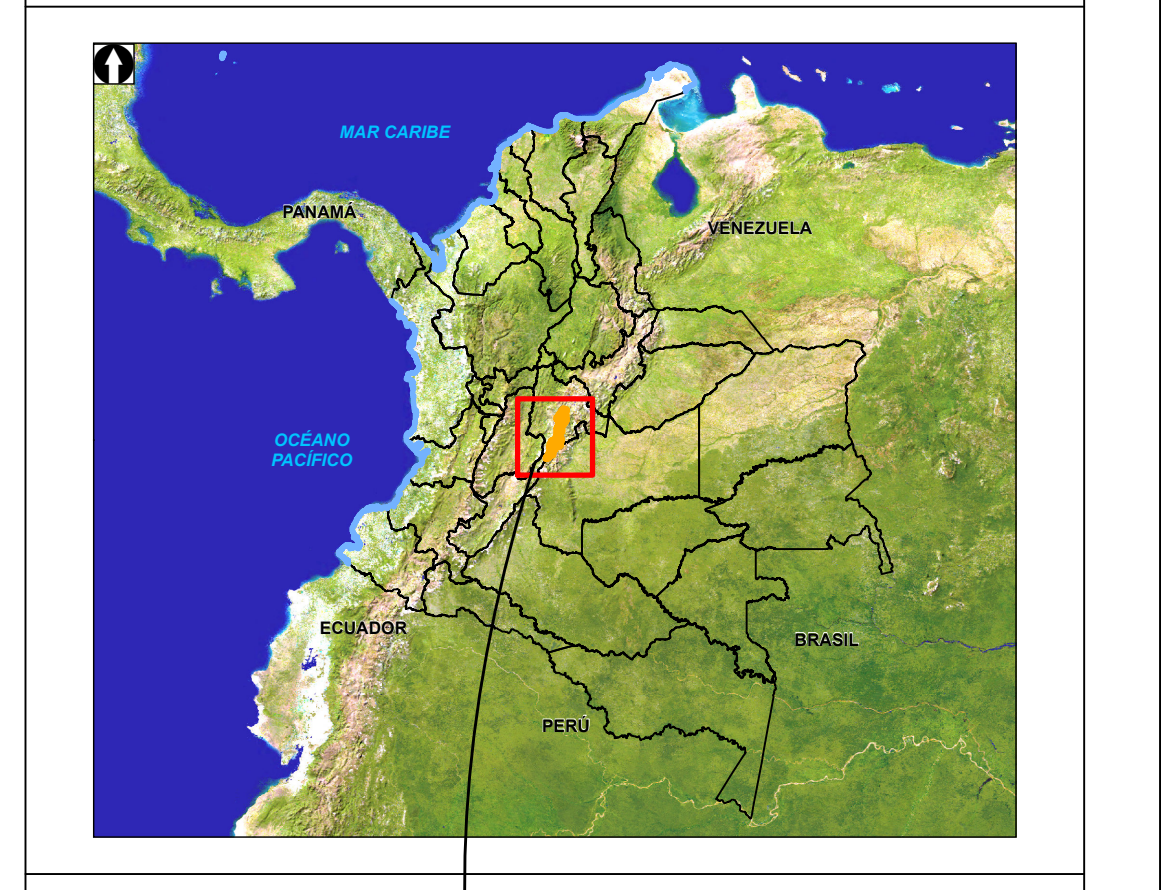 MAR CARIBE
PANAMÁ
VENEZUELA
OCÉANO
PACÍFICO
ECUADOR
BRASIL
PERÚ